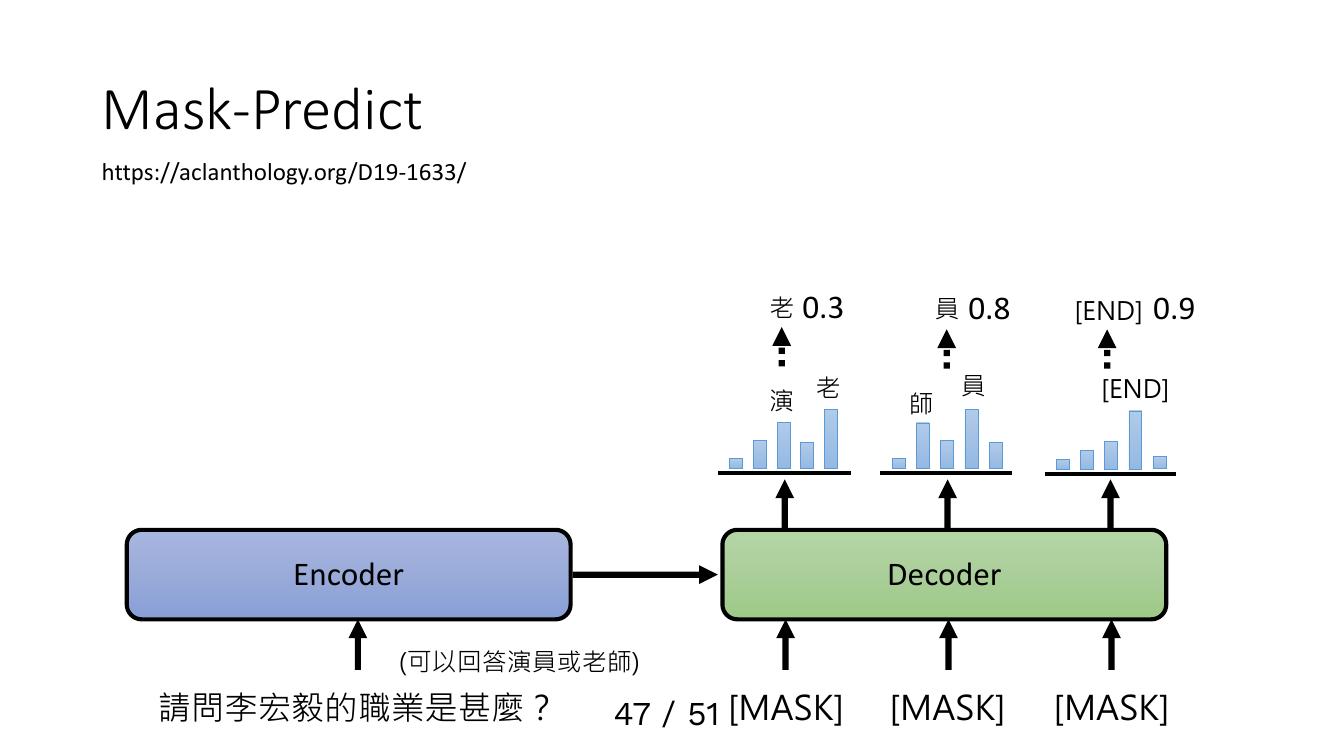 Mask-Predict
https://aclanthology.org/D19-1633/
老 0.3 員 0.8 [END] 0.9
演 老 師 員 [END]
Encoder Decoder
(可以回答演員或老師)
請問李宏毅的職業是甚麼？ 47 / 51 [MASK] [MASK] [MASK]